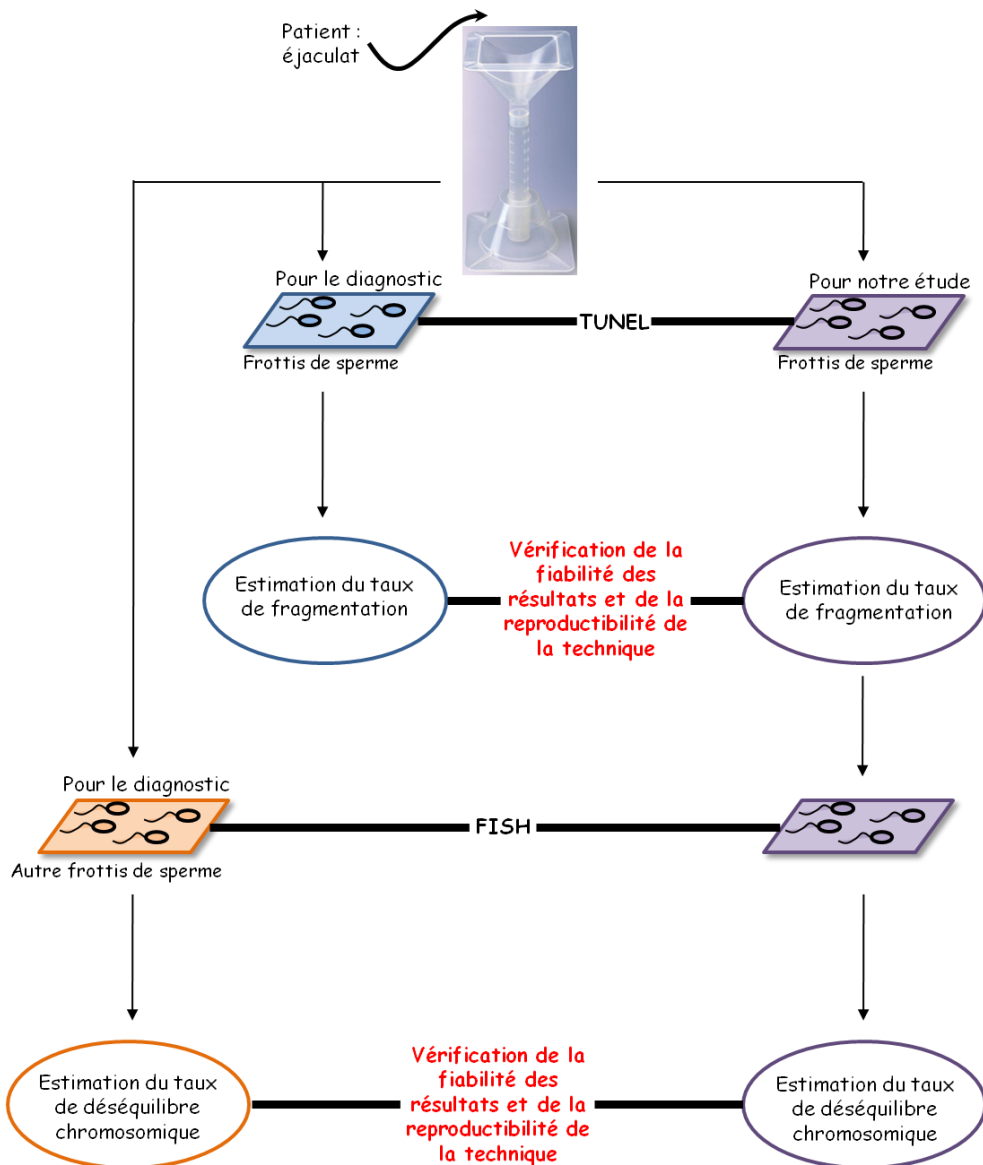 Patient :
éjaculat
Pour le diagnostic
Pour notre étude
TUNEL
Frottis de sperme
Frottis de sperme
Estimation du taux
de fragmentation
Vérification de la
fiabilité des
résultats et de la
reproductibilité de
la technique
Estimation du taux
de fragmentation
Pour le diagnostic
FISH
Autre frottis de sperme
Estimation du taux
de déséquilibre
chromosomique
Vérification de la
fiabilité des
résultats et de la
reproductibilité de
la technique
Estimation du taux
de déséquilibre
chromosomique